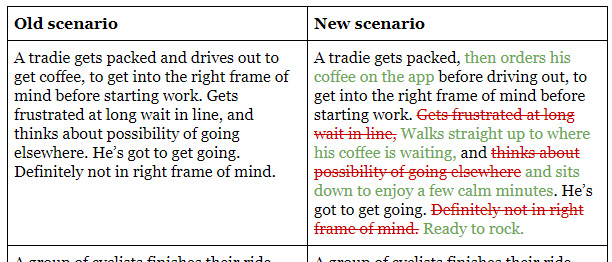 Old scenario
New scenario
A tradie gets packed and drives out to
get coffee, to get into the right frame of
mind before starting work. Gets
frustrated at long wait in line, and
thinks about possibility of going
elsewhere. He’s got to get going.
Definitely not in right frame of mind.
A tradie gets packed, then orders his
coffee on the app before driving out, to
get into the right frame of mind before
starting work. Gets frustrated at long
wait in line, Walks straight up to where
his coffee is waiting, and thinks about
possibility of going elsewhere and sits
down to enjoy a few calm minutes. He’s
got to get going. Definitely not in right
frame of mind. Ready to rock.
A group of cyclists finishes their ride
A group of cyclists finishes their ride